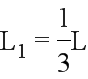 L₁ = 1/3 L